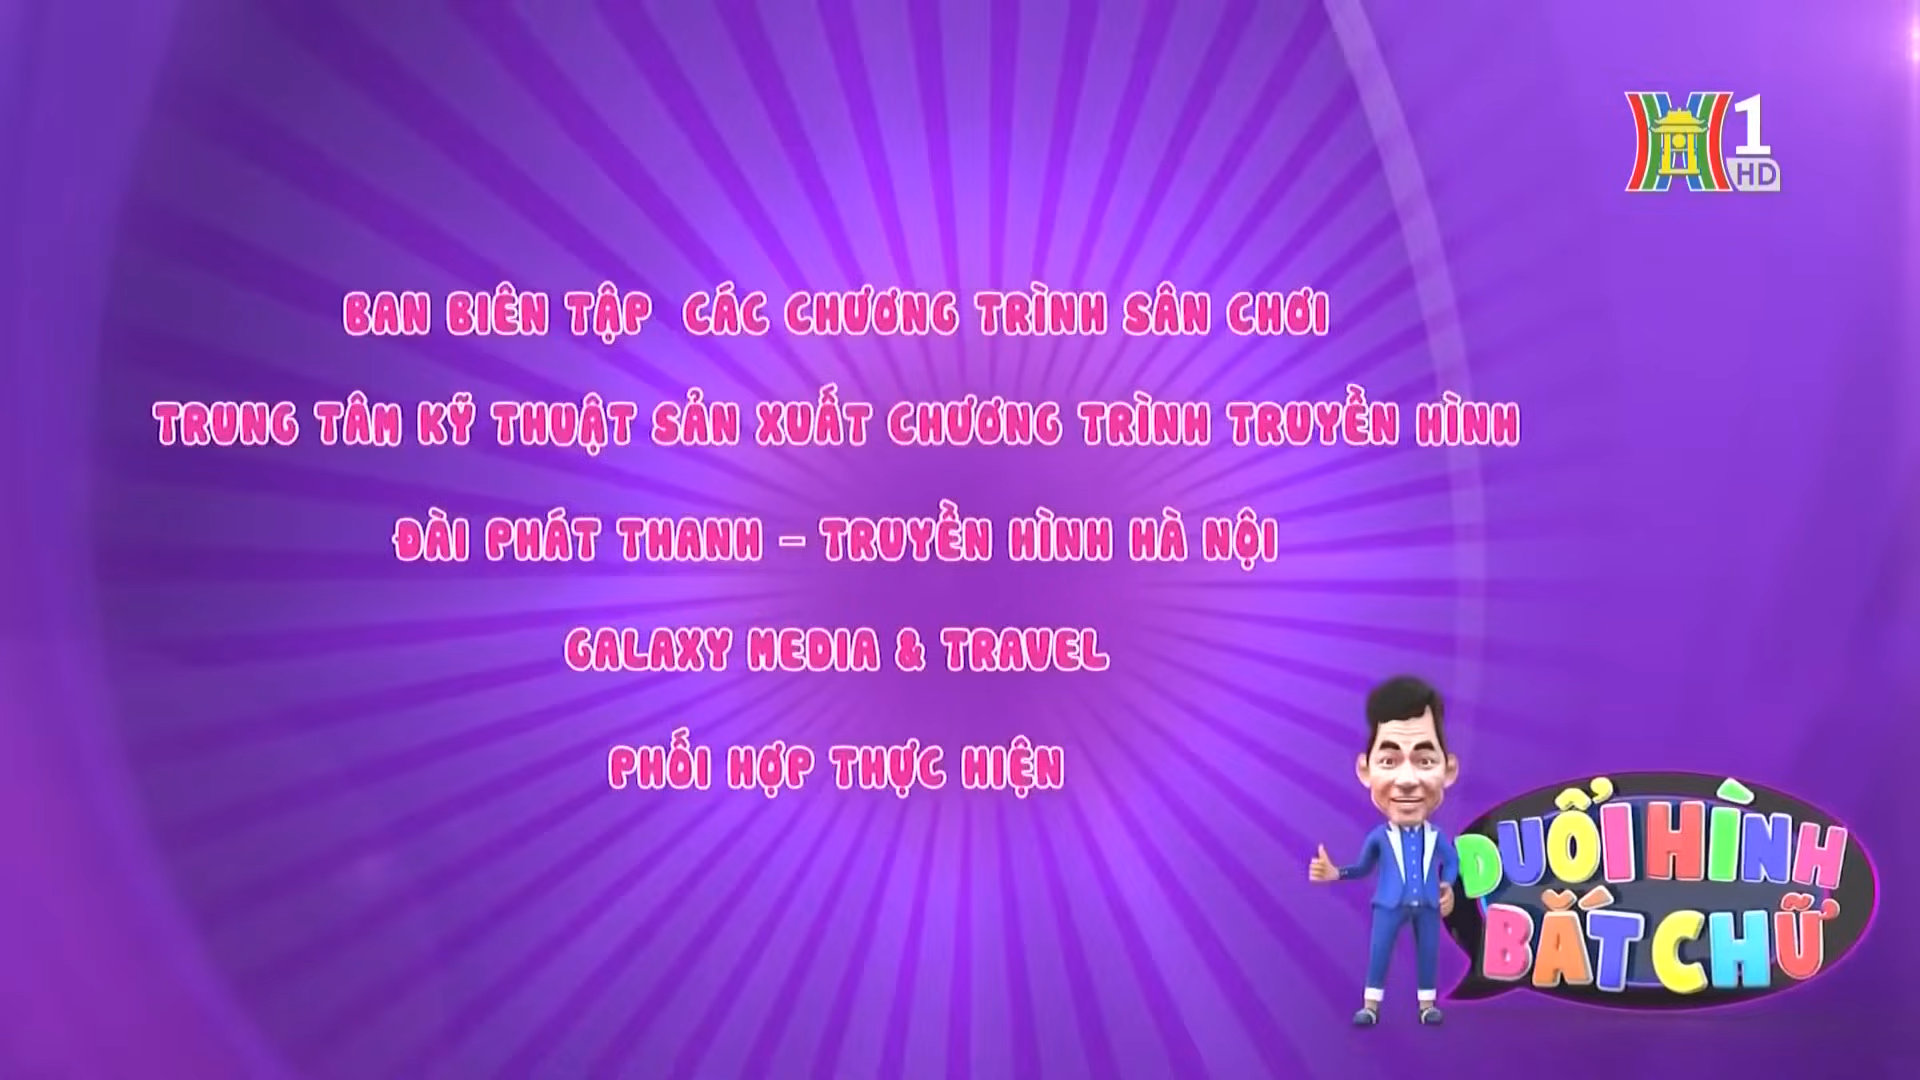 1
HD
BAN BIÊN TẬP CÁC CHƯƠNG TRÌNH SÂN CHƠI
TRUNG TÂM KỸ THUẬT SẢN XUẤT CHƯƠNG TRÌNH TRUYỀN HÌNH
ĐÀI PHÁT THANH – TRUYỀN HÌNH HÀ NỘI
GALAXY MEDIA & TRAVEL
PHỐI HỢP THỰC HIỆN
ĐUỔI HÌNH
BẮT CHỮ